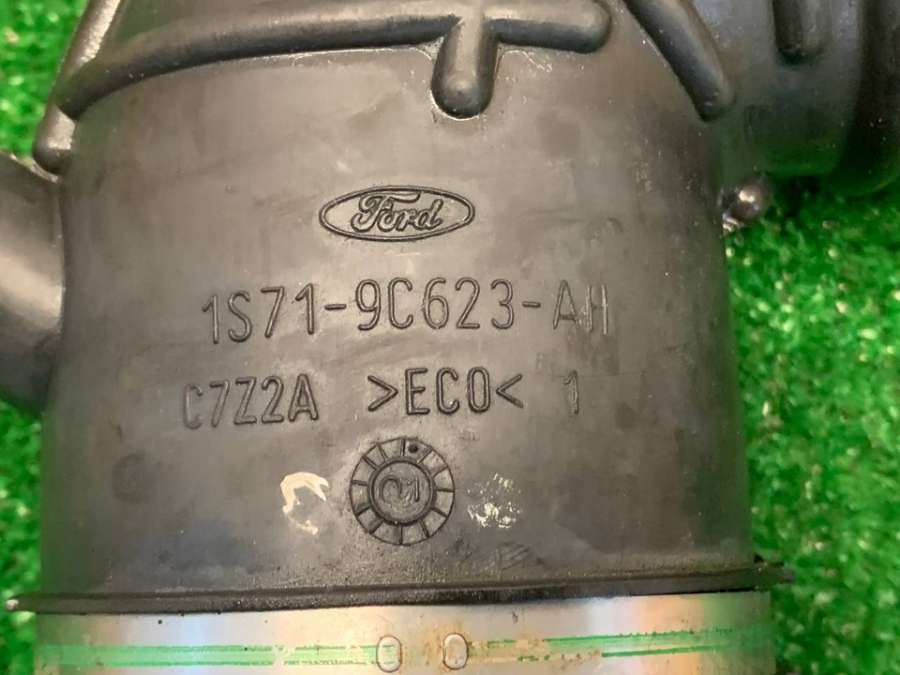 Ford
1S71-9C623-AH
C7Z2A >ECO< 1